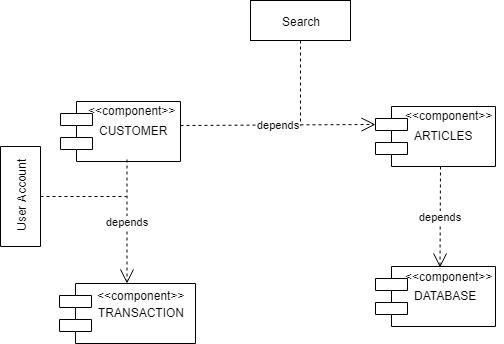 Search
<<component>>
CUSTOMER
depends
<<component>>
ARTICLES
User Account
depends
depends
<<component>>
TRANSACTION
<<component>>
DATABASE